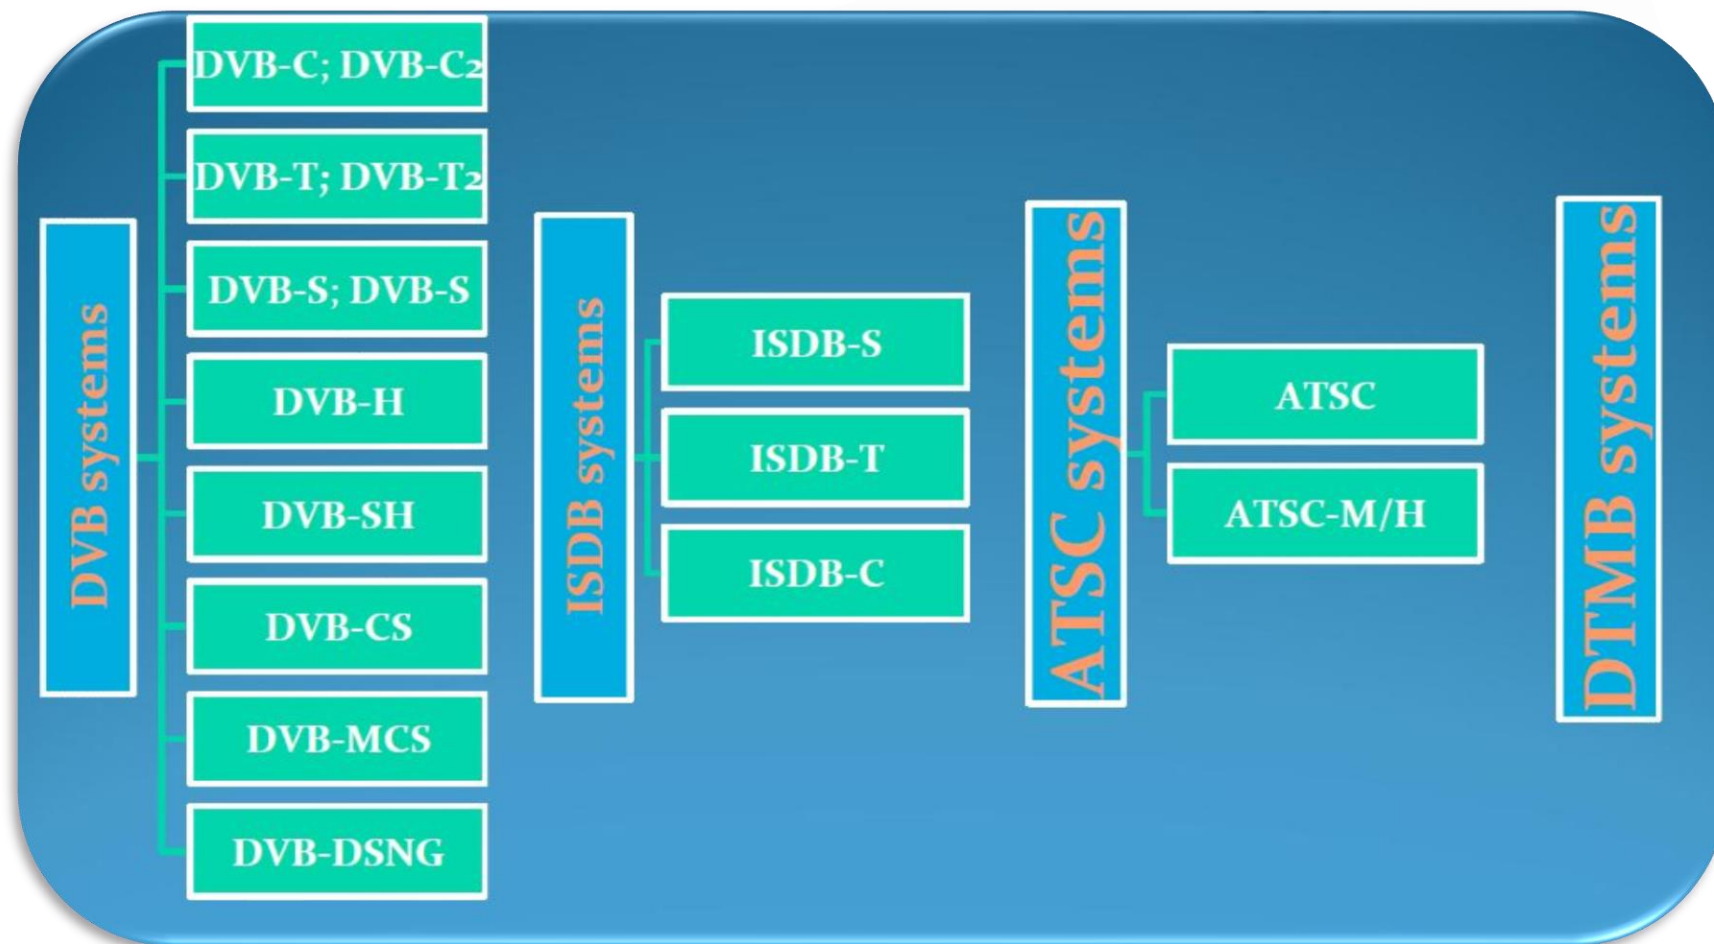 DVB systems
DVB-C; DVB-C2
DVB-T; DVB-T2
DVB-S; DVB-S
DVB-H
DVB-SH
DVB-CS
DVB-MCS
DVB-DSNG
ISDB systems
ISDB-S
ISDB-T
ISDB-C
ATSC systems
ATSC
ATSC-M/H
DTMB systems